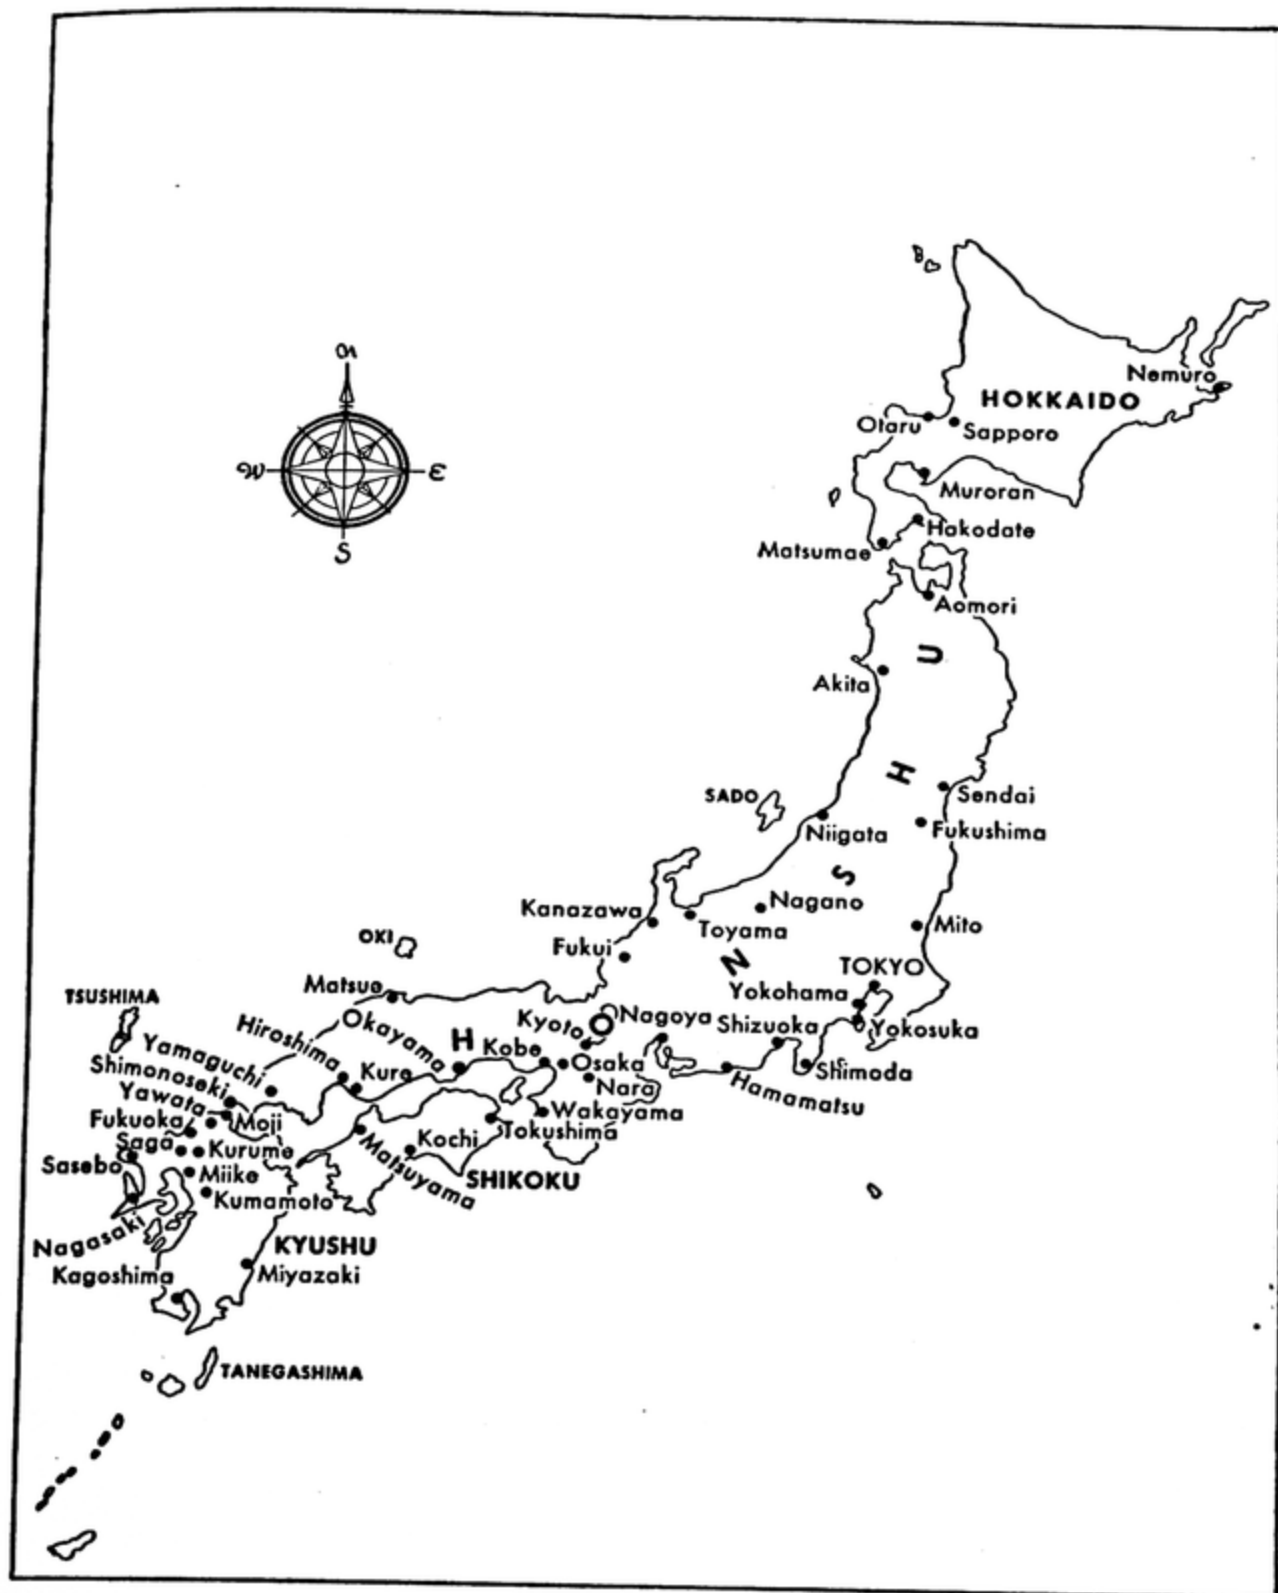 N
W
E
S
HOKKAIDO
Nemuro
Otaru
Sapporo
Muroran
Hakodate
Matsumae
Aomori
Akita
HONSHU
SADO
Niigata
Sendai
Fukushima
Nagano
Kanazawa
Toyama
Mito
Fukui
OKI
TOKYO
Yokohama
Yokosuka
Matsue
TSUSHIMA
Nagoya
Kyoto
Shizuoka
Hiroshima
Okayama
Kobe
Osaka
Shimoda
Yamaguchi
Kure
Nara
Hamamatsu
Shimonoseki
Yawata
Wakayama
Moji
Fukuoka
Tokushima
Saga
Kurume
Kochi
Matsuyama
Sasebo
Miike
SHIKOKU
Kumamoto
Nagasaki
KYUSHU
Kagoshima
Miyazaki
TANEGASHIMA